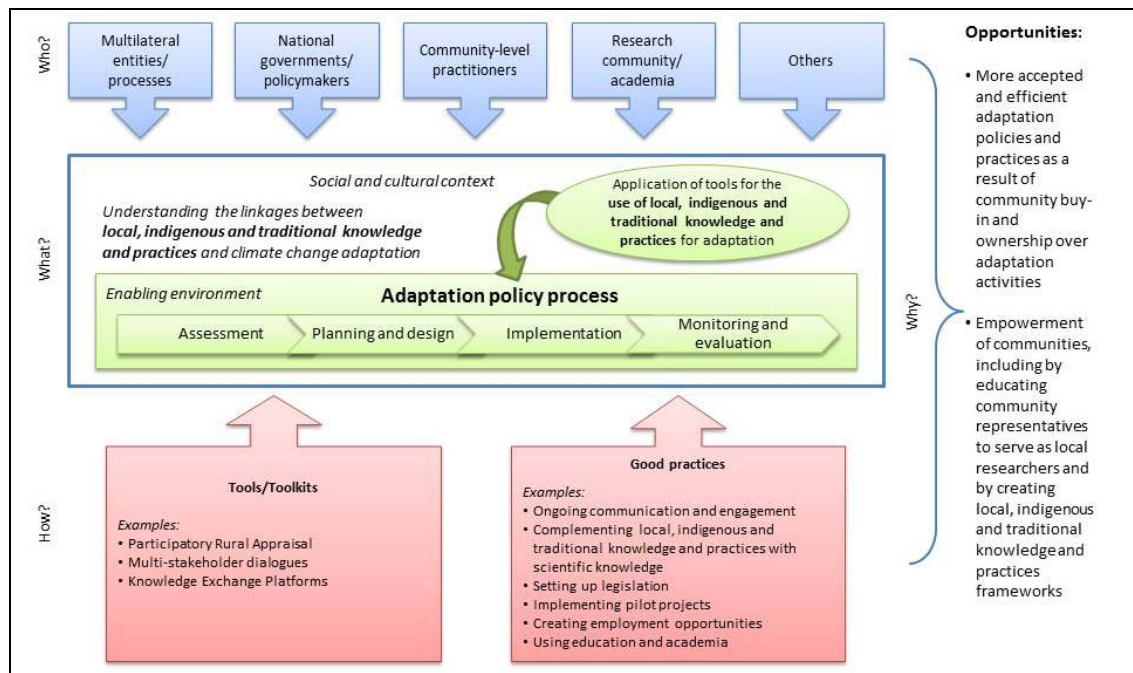 Who?
Multilateral
entities/
processes
National
governments/
policymakers
Community-level
practitioners
Research
community/
academia
Others
What?
Social and cultural context
Understanding the linkages between
local, indigenous and traditional knowledge
and practices and climate change adaptation
Application of tools for the
use of local, indigenous and
traditional knowledge and
practices for adaptation
Enabling environment
Adaptation policy process
Assessment
Planning and design
Implementation
Monitoring and
evaluation
How?
Tools/Toolkits
Examples:
• Participatory Rural Appraisal
• Multi-stakeholder dialogues
• Knowledge Exchange Platforms
Good practices
Examples:
• Ongoing communication and engagement
• Complementing local, indigenous and
traditional knowledge and practices with
scientific knowledge
• Setting up legislation
• Implementing pilot projects
• Creating employment opportunities
• Using education and academia
Why?
Opportunities:
• More accepted
and efficient
adaptation
policies and
practices as a
result of
community buy-
in and
ownership over
adaptation
activities
• Empowerment
of communities,
including by
educating
community
representatives
to serve as local
researchers and
by creating
local, indigenous
and traditional
knowledge and
practices
frameworks